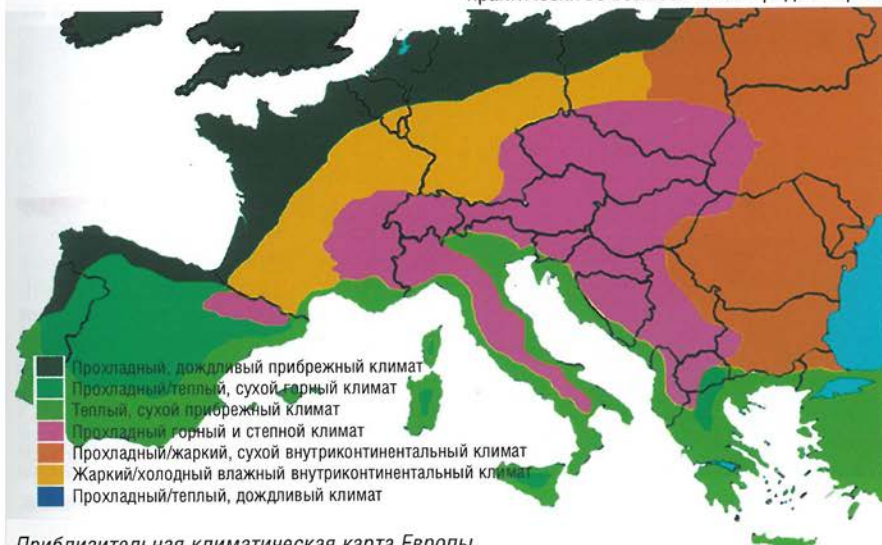 Прохладный, дождливый прибрежный климат
Прохладный/теплый, сухой горный климат
Теплый, сухой прибрежный климат
Прохладный горный и степной климат
Прохладный/жаркий, сухой внутриконтинентальный климат
Жаркий/холодный влажный внутриконтинентальный климат
Прохладный/теплый, дождливый климат
Приблизительная климатическая карта Европы